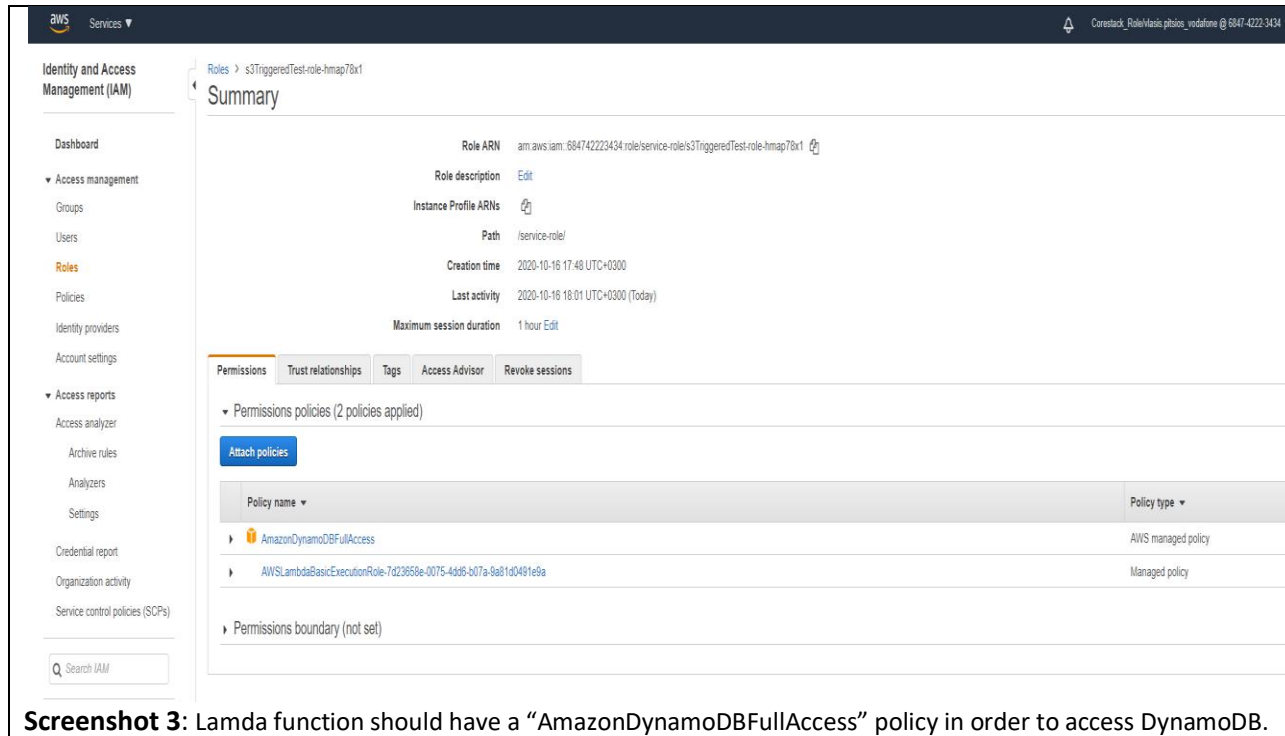 aws Services ▼ Corestack_Role/vlasis.pitsios_vodafone @ 6847-4222-3434
Identity and Access
Management (IAM)
Dashboard
Access management
Groups
Users
Roles
Policies
Identity providers
Account settings
Access reports
Access analyzer
Archive rules
Analyzers
Settings
Credential report
Organization activity
Service control policies (SCPs)
Search IAM
Roles > s3TriggeredTest-role-hmap78x1
Summary
Role ARN arn:aws:iam::684742223434:role/service-role/s3TriggeredTest-role-hmap78x1
Role description Edit
Instance Profile ARNs
Path /service-role/
Creation time 2020-10-16 17:48 UTC+0300
Last activity 2020-10-16 18:01 UTC+0300 (Today)
Maximum session duration 1 hour Edit
Permissions Trust relationships Tags Access Advisor Revoke sessions
Permissions policies (2 policies applied)
Attach policies
Policy name Policy type
AmazonDynamoDBFullAccess AWS managed policy
AWSLambdaBasicExecutionRole-7d23658e-0075-4dd6-b07a-9a81d0491e9a Managed policy
Permissions boundary (not set)
Screenshot 3: Lamda function should have a “AmazonDynamoDBFullAccess” policy in order to access DynamoDB.